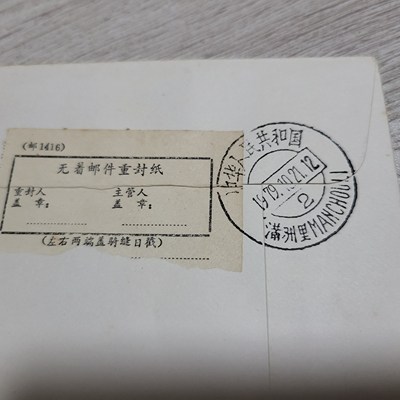 (邮1416)
无着邮件重封纸
重封人
盖章:
主管人
盖章:
(左右两端盖骑缝日戳)
中华人民共和国
1979.10.21.12
2
满洲里MANCHOULI